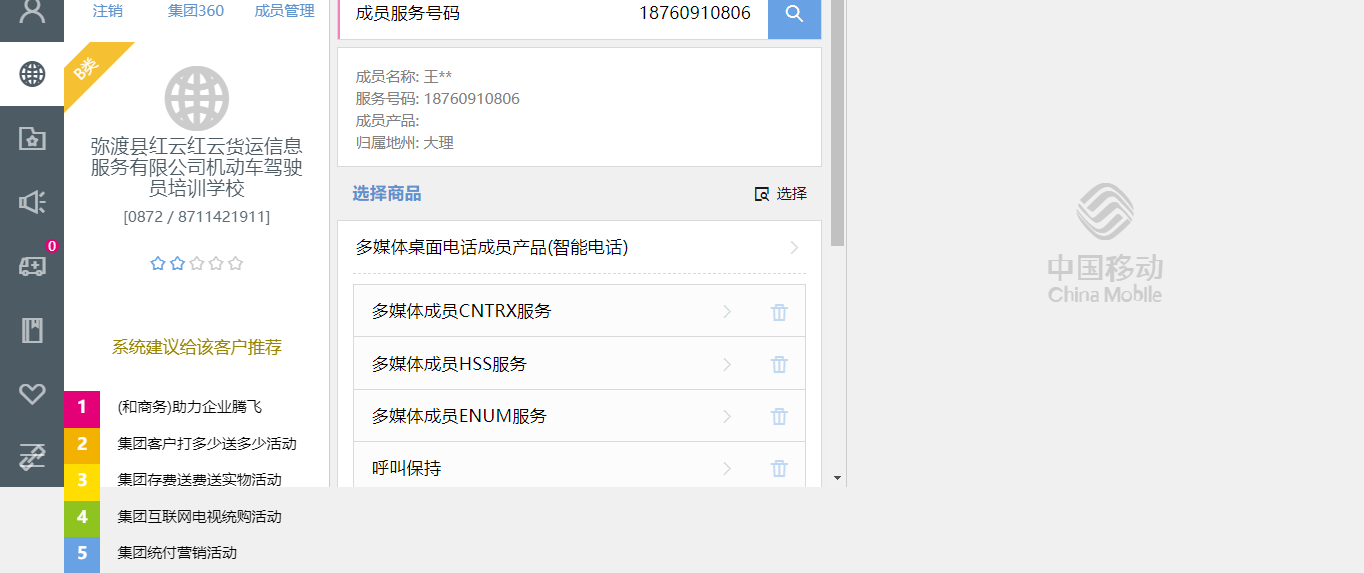 注销 集团360 成员管理
B类
弥渡县红云红云货运信息
服务有限公司机动车驾驶
员培训学校
[0872 / 8711421911]
0
系统建议给该客户推荐
1 (和商务)助力企业腾飞
2 集团客户打多少送多少活动
3 集团存费送费送实物活动
4 集团互联网电视统购活动
5 集团统付营销活动
成员服务号码 18760910806
成员名称: 王**
服务号码: 18760910806
成员产品:
归属地州: 大理
选择商品 选择
多媒体桌面电话成员产品(智能电话)
多媒体成员CNTRX服务
多媒体成员HSS服务
多媒体成员ENUM服务
呼叫保持
中国移动
China Mobile